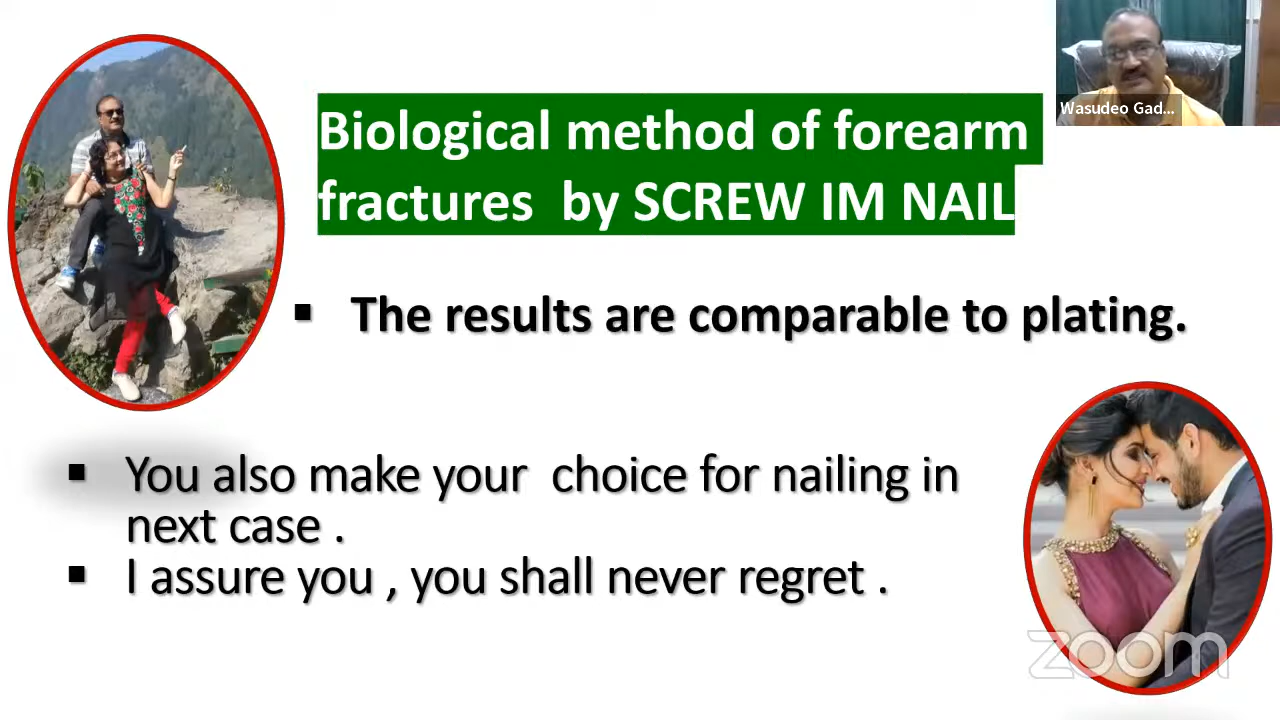 Wasudeo Gad...
Biological method of forearm
fractures by SCREW IM NAIL
▪ The results are comparable to plating.
▪ You also make your choice for nailing in
next case .
▪ I assure you , you shall never regret .
zoom